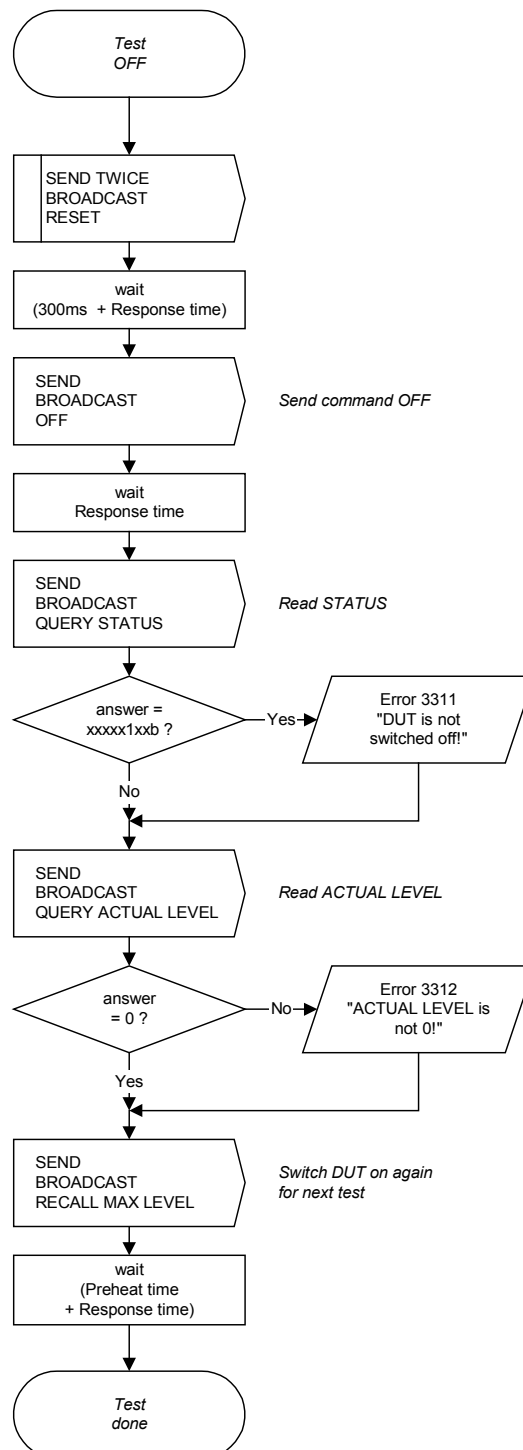 Test
OFF
SEND TWICE
BROADCAST
RESET
wait
(300ms + Response time)
SEND
BROADCAST
OFF
Send command OFF
wait
Response time
SEND
BROADCAST
QUERY STATUS
Read STATUS
answer =
xxxxx1xxb ?
Yes
Error 3311
"DUT is not
switched off!"
No
SEND
BROADCAST
QUERY ACTUAL LEVEL
Read ACTUAL LEVEL
answer
= 0 ?
No
Error 3312
"ACTUAL LEVEL is
not 0!"
Yes
SEND
BROADCAST
RECALL MAX LEVEL
Switch DUT on again
for next test
wait
(Preheat time
+ Response time)
Test
done